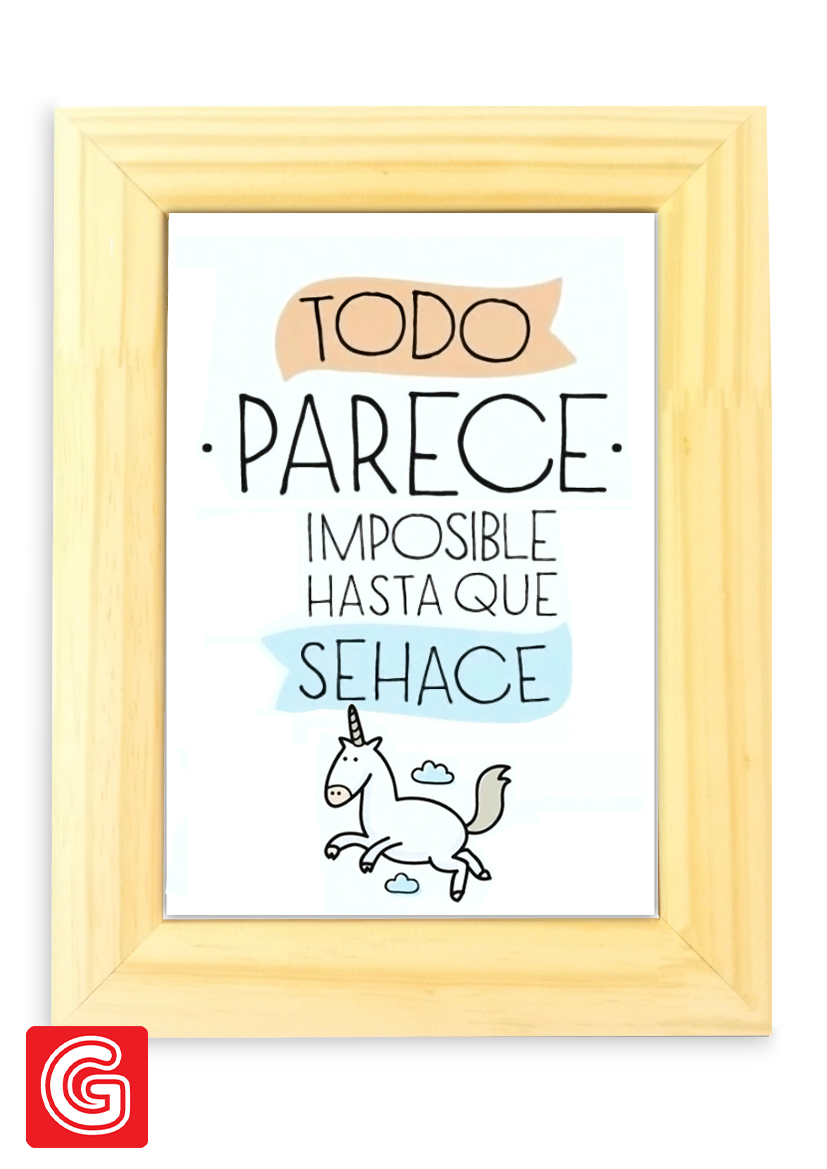 TODO
· PARECE ·
IMPOSIBLE
HASTA QUE
SEHACE
G